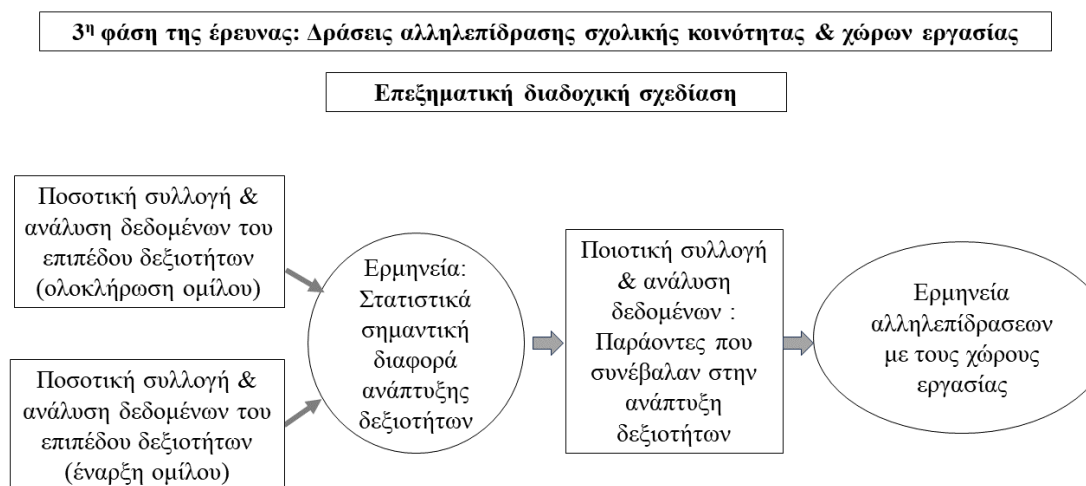 3η φάση της έρευνας: Δράσεις αλληλεπίδρασης σχολικής κοινότητας & χώρων εργασίας
Επεξηματική διαδοχική σχεδίαση
Ποσοτική συλλογή &
ανάλυση δεδομένων του
επιπέδου δεξιοτήτων
(ολοκλήρωση ομίλου)
Ποσοτική συλλογή &
ανάλυση δεδομένων του
επιπέδου δεξιοτήτων
(έναρξη ομίλου)
Ερμηνεία:
Στατιστικά
σημαντική
διαφορά
ανάπτυξης
δεξιοτήτων
Ποιοτική συλλογή
& ανάλυση
δεδομένων :
Παράοντες που
συνέβαλαν στην
ανάπτυξη
δεξιοτήτων
Ερμηνεία
αλληλεπίδρασεων
με τους χώρους
εργασίας